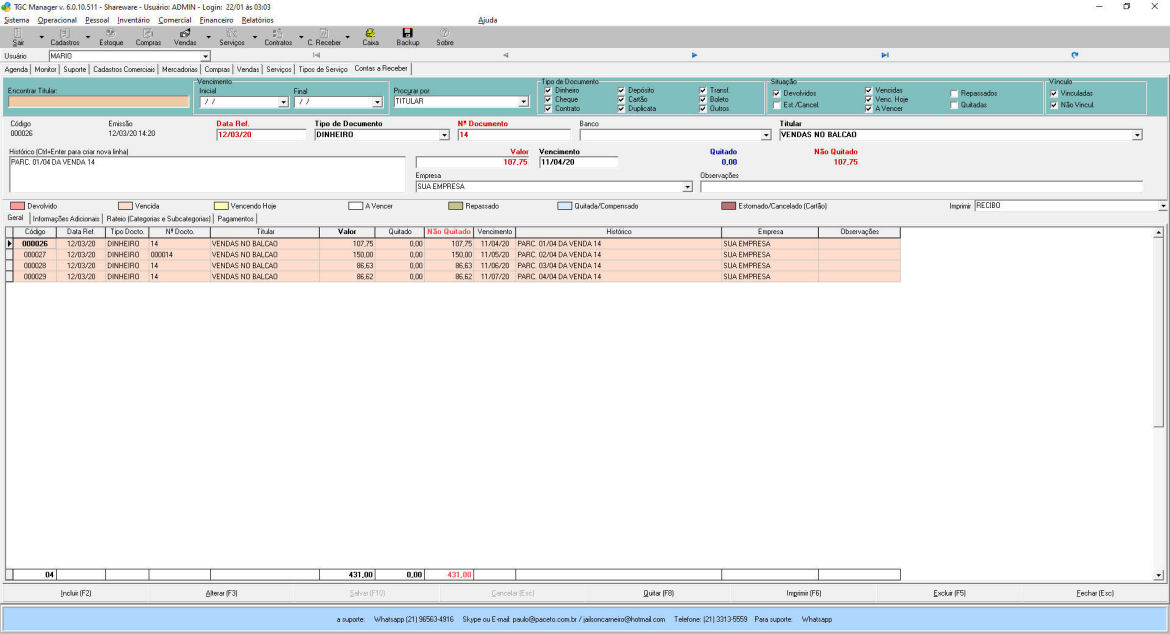 TGC Manager v. 6.0.10.511 - Shareware - Usuário: ADMIN - Login: 22/01 às 03:03
Sistema Operacional Pessoal Inventário Comercial Financeiro Relatórios Ajuda
Sair Cadastros Estoque Compras Vendas Serviços Contratos C. Receber Caixa Backup Sobre
Usuário MARIO
Agenda Monitor Suporte Cadastros Comerciais Mercadorias Compras Vendas Serviços Tipos de Serviço Contas a Receber
Vencimento Tipo de Documento Situação Vínculo
Encontrar Titular: Inicial Final Procurar por Dinheiro Depósito Transf. Devolvidos Vencidas Repassados Vinculadas
/ / / / TITULAR Cheque Cartão Boleto Est./Cancel. Venc. Hoje Quitadas Não Vincul.
Contrato Duplicata Outros A Vencer
Código Emissão Data Ref. Tipo de Documento Nº Documento Banco Titular
000026 12/03/20 14:20 12/03/20 DINHEIRO 14 VENDAS NO BALCAO
Histórico (Ctrl+Enter para criar nova linha) Valor Vencimento Quitado Não Quitado
PARC. 01/04 DA VENDA 14 107,75 11/04/20 0,00 107,75
Empresa Observações
SUA EMPRESA
Devolvido Vencida Vencendo Hoje A Vencer Repassado Quitada/Compensado Estornado/Cancelado (Cartão) Imprimir RECIBO
Geral Informações Adicionais Rateio (Categorias e Subcategorias) Pagamentos
Código Data Ref. Tipo Docto. Nº Docto. Titular Valor Quitado Não Quitado Vencimento Histórico Empresa Observações
000026 12/03/20 DINHEIRO 14 VENDAS NO BALCAO 107,75 0,00 107,75 11/04/20 PARC. 01/04 DA VENDA 14 SUA EMPRESA
000027 12/03/20 DINHEIRO 000014 VENDAS NO BALCAO 150,00 0,00 150,00 11/05/20 PARC. 02/04 DA VENDA 14 SUA EMPRESA
000028 12/03/20 DINHEIRO 14 VENDAS NO BALCAO 86,63 0,00 86,63 11/06/20 PARC. 03/04 DA VENDA 14 SUA EMPRESA
000029 12/03/20 DINHEIRO 14 VENDAS NO BALCAO 86,62 0,00 86,62 11/07/20 PARC. 04/04 DA VENDA 14 SUA EMPRESA
04 431,00 0,00 431,00
Incluir (F2) Alterar (F3) Salvar (F10) Cancelar (Esc) Quitar (F8) Imprimir (F6) Excluir (F5) Fechar (Esc)
a suporte: Whatsapp (21) 96563-4916 Skype ou E-mail: paulo@paceto.com.br / jailsoncarneiro@hotmail.com Telefone: (21) 3313-5559 Para suporte: Whatsapp